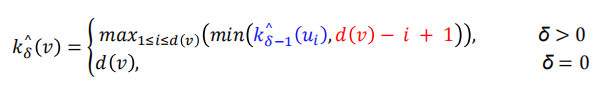 k̂_δ(v) = { max_{1≤i≤d(v)}(min(k̂_{δ−1}(u_i), d(v) − i + 1)), δ > 0
d(v), δ = 0